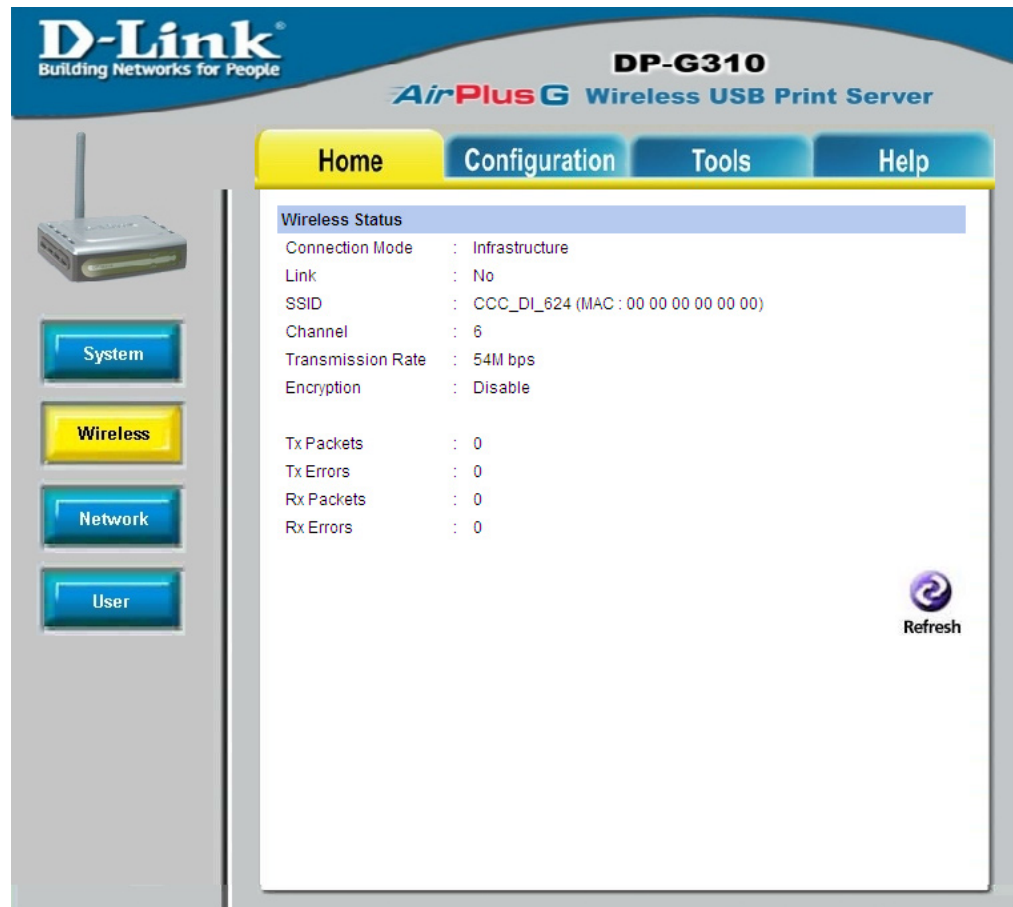 D-Link
Building Networks for People
DP-G310
AirPlus G Wireless USB Print Server
Home Configuration Tools Help
System
Wireless
Network
User
Wireless Status
Connection Mode : Infrastructure
Link : No
SSID : CCC_DI_624 (MAC : 00 00 00 00 00 00)
Channel : 6
Transmission Rate : 54M bps
Encryption : Disable
Tx Packets : 0
Tx Errors : 0
Rx Packets : 0
Rx Errors : 0
Refresh